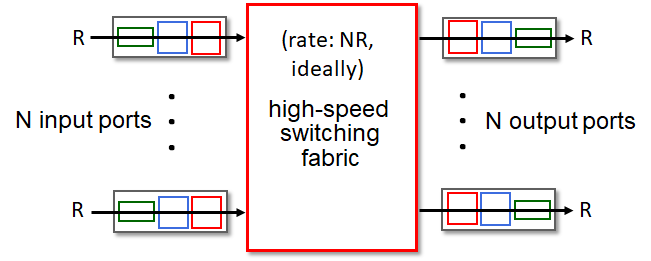 R
(rate: NR,
ideally)
R
N input ports
high-speed
switching
fabric
N output ports
R
R